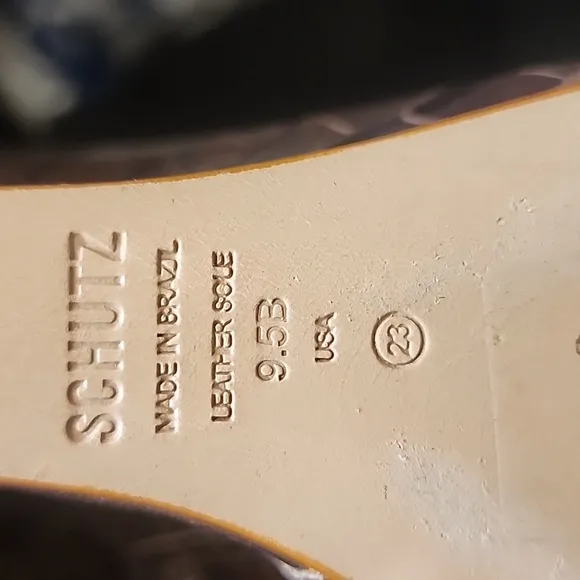 SCHUTZ
MADE IN BRAZIL
LEATHER SOLE
9.5B
USA
23